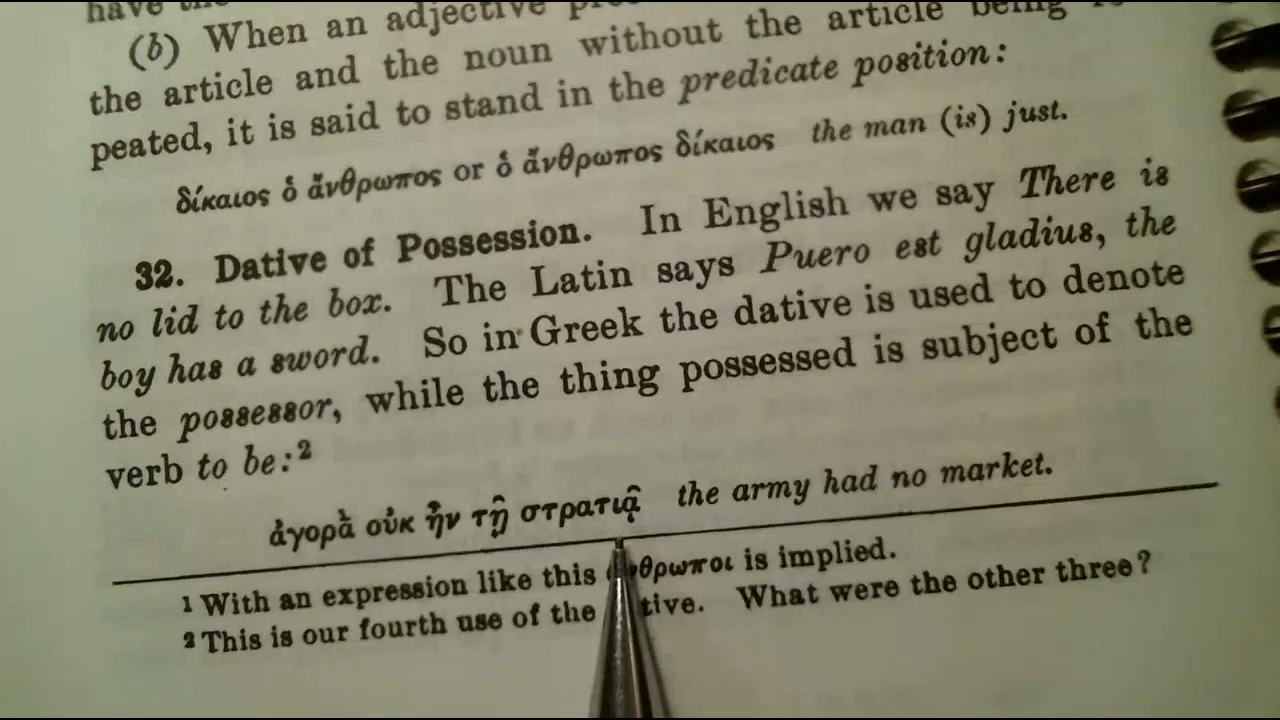 have
(b) When an adjective
the article and the noun without the article being
peated, it is said to stand in the predicate position:
δίκαιος ὁ ἄνθρωπος or ὁ ἄνθρωπος δίκαιος the man (is) just.
32. Dative of Possession. In English we say There is
no lid to the box. The Latin says Puero est gladius, the
boy has a sword. So in Greek the dative is used to denote
the possessor, while the thing possessed is subject of the
verb to be:²
ἀγορὰ οὐκ ἦν τῇ στρατιᾷ the army had no market.
1 With an expression like this θρωποι is implied.
2 This is our fourth use of the tive. What were the other three?